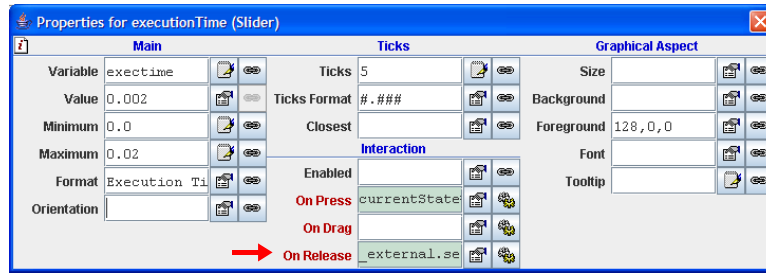 Properties for executionTime (Slider)
Main
Variable exectime
Value 0.002
Minimum 0.0
Maximum 0.02
Format Execution Ti
Orientation
Ticks
Ticks 5
Ticks Format #.###
Closest
Interaction
Enabled
On Press currentState
On Drag
On Release _external.se
Graphical Aspect
Size
Background
Foreground 128,0,0
Font
Tooltip